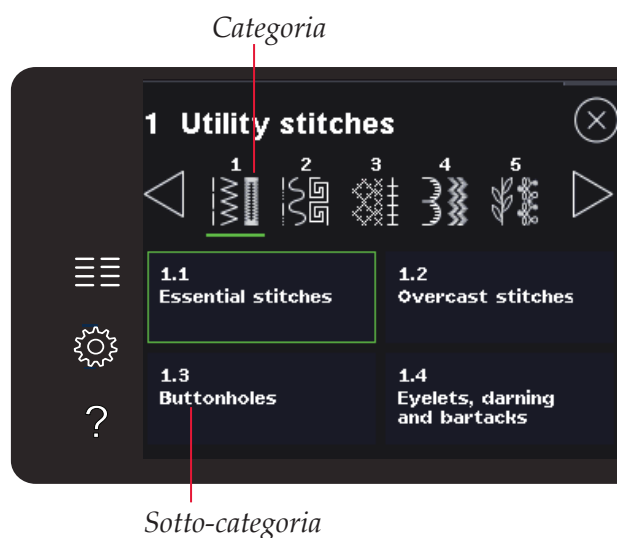 Categoria
1 Utility stitches
1 2 3 4 5
1.1
Essential stitches
1.2
Overcast stitches
1.3
Buttonholes
1.4
Eyelets, darning
and bartacks
?
Sotto-categoria